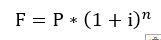 F = P * (1 + i)ⁿ